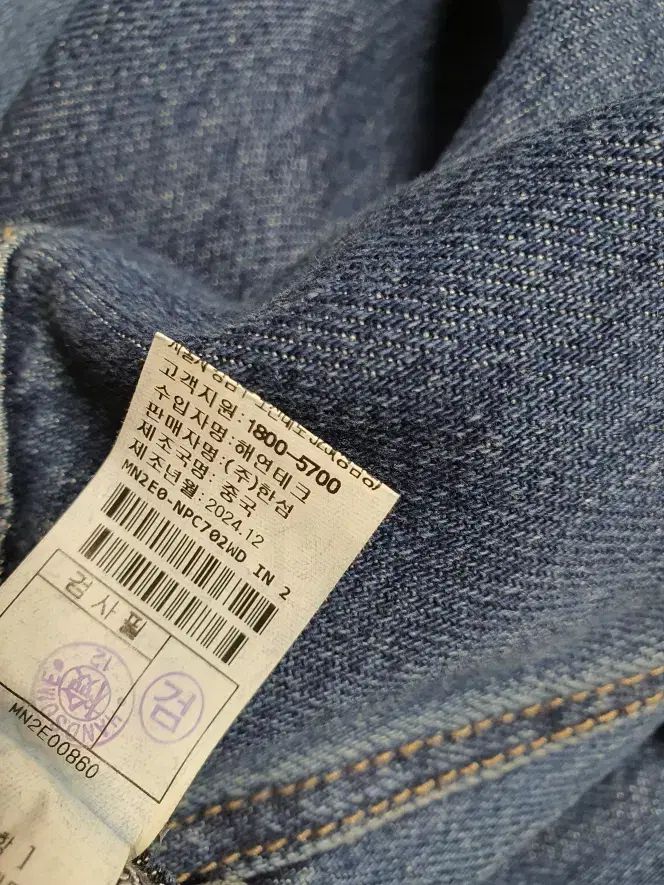 고객지원 : 1800-5700
수입자명 : 해연테크
판매자명 : (주)한섬
제조국명 : 중국
제조년월 : 2024.12
MN2E0-NPC702WD IN 2
검사필
HANDSOME
12
검
MN2E00860